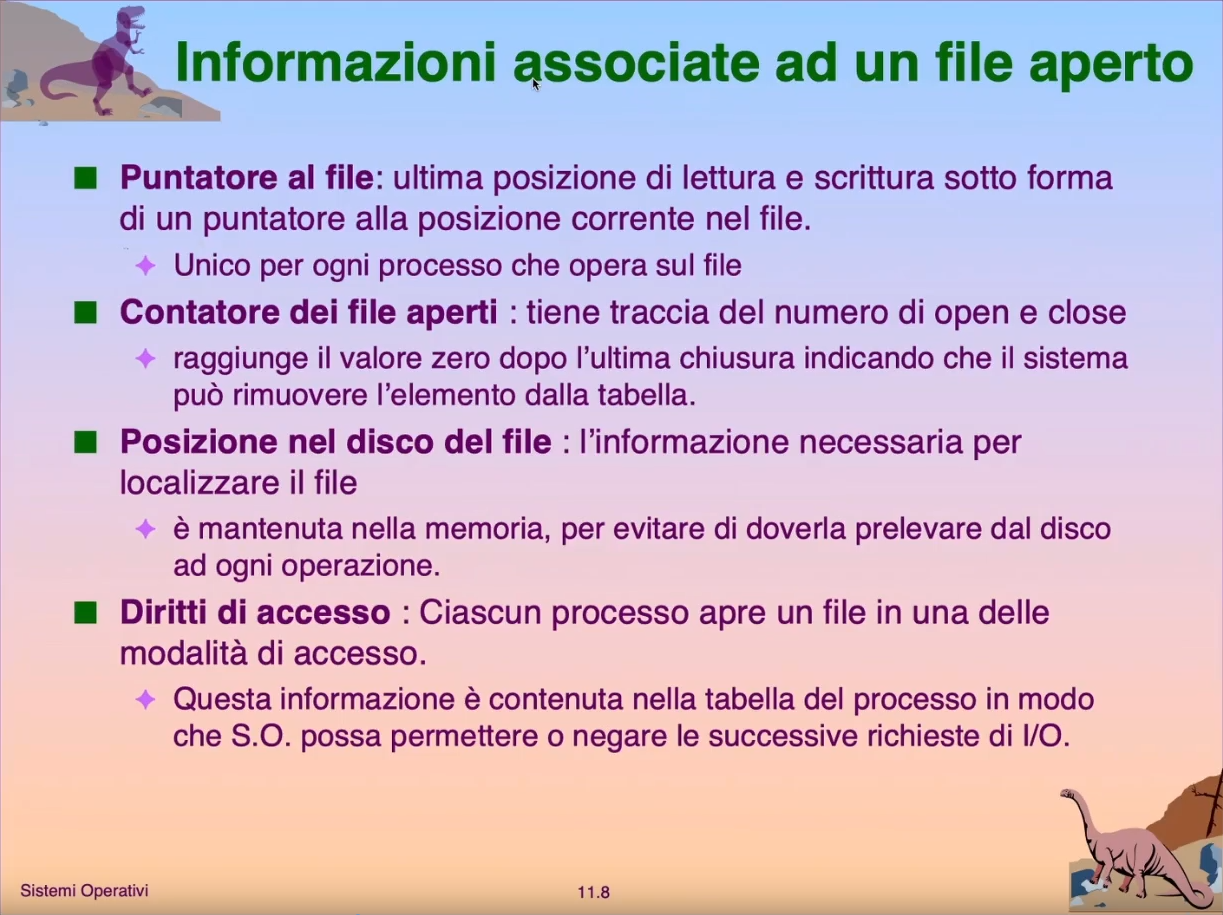 Informazioni associate ad un file aperto
Puntatore al file: ultima posizione di lettura e scrittura sotto forma
di un puntatore alla posizione corrente nel file.
Unico per ogni processo che opera sul file
Contatore dei file aperti : tiene traccia del numero di open e close
raggiunge il valore zero dopo l’ultima chiusura indicando che il sistema
può rimuovere l’elemento dalla tabella.
Posizione nel disco del file : l’informazione necessaria per
localizzare il file
è mantenuta nella memoria, per evitare di doverla prelevare dal disco
ad ogni operazione.
Diritti di accesso : Ciascun processo apre un file in una delle
modalità di accesso.
Questa informazione è contenuta nella tabella del processo in modo
che S.O. possa permettere o negare le successive richieste di I/O.
Sistemi Operativi
11.8